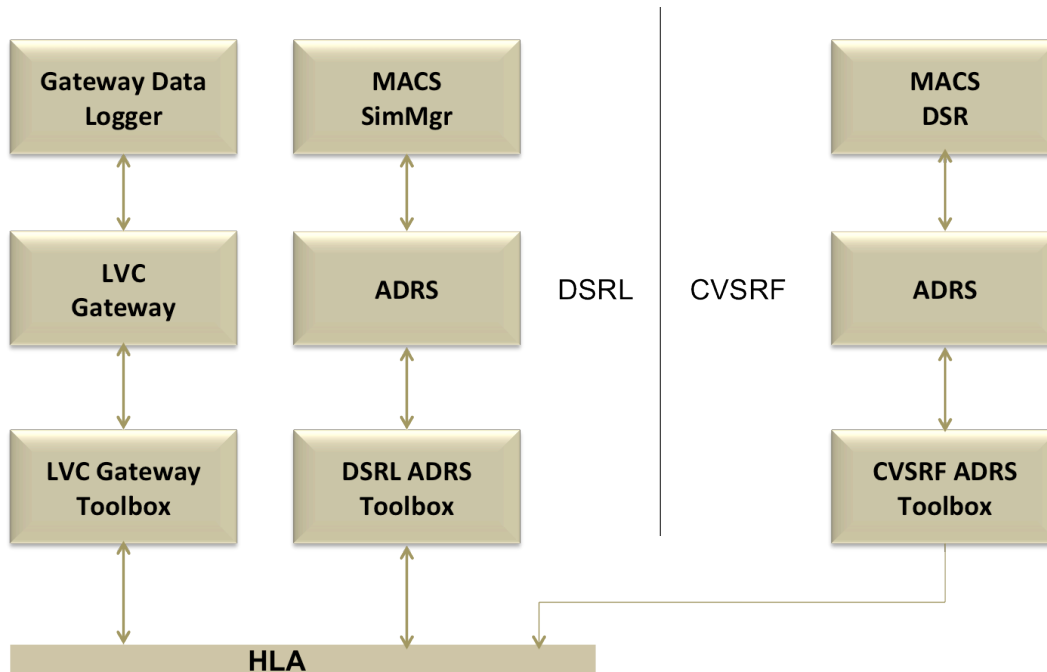 Gateway Data
Logger
MACS
SimMgr
MACS
DSR
LVC
Gateway
ADRS
DSRL
CVSRF
ADRS
LVC Gateway
Toolbox
DSRL ADRS
Toolbox
CVSRF ADRS
Toolbox
HLA